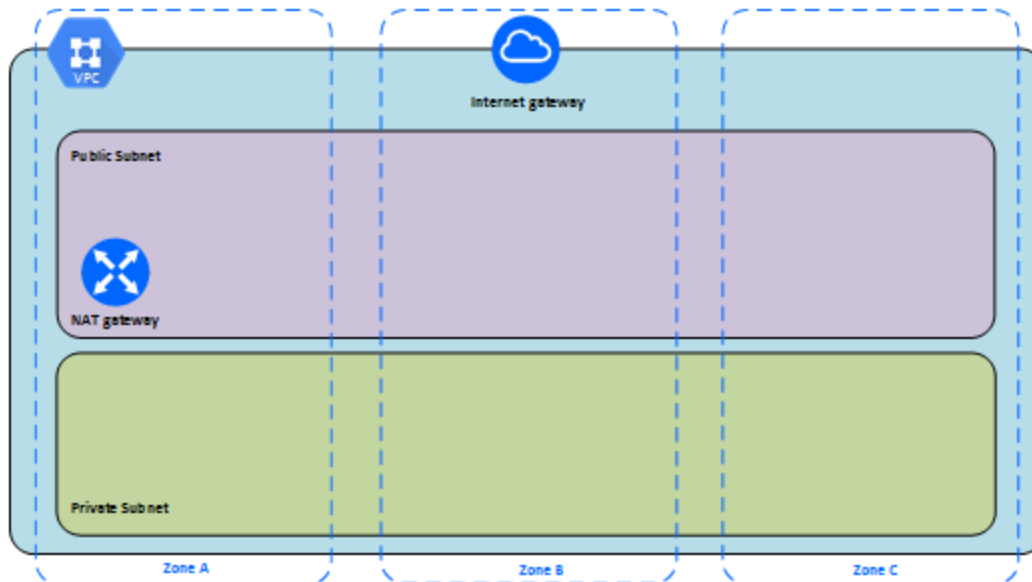 VPC
Internet gateway
Public Subnet
NAT gateway
Private Subnet
Zone A
Zone B
Zone C